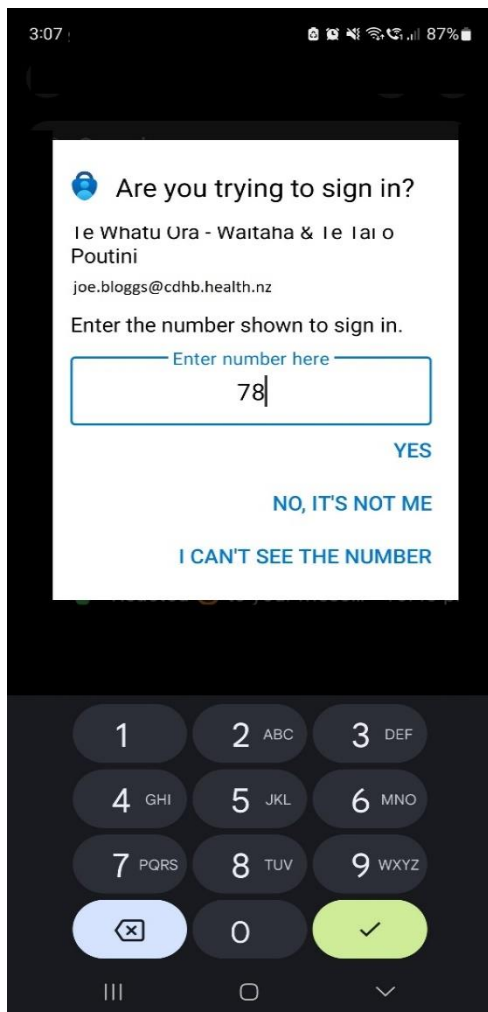 3:07
87%
Are you trying to sign in?
Te Whatu Ora - Waitaha & Te Tai o
Poutini
joe.bloggs@cdhb.health.nz
Enter the number shown to sign in.
Enter number here
78
YES
NO, IT'S NOT ME
I CAN'T SEE THE NUMBER
1
2 ABC
3 DEF
4 GHI
5 JKL
6 MNO
7 PQRS
8 TUV
9 WXYZ
0